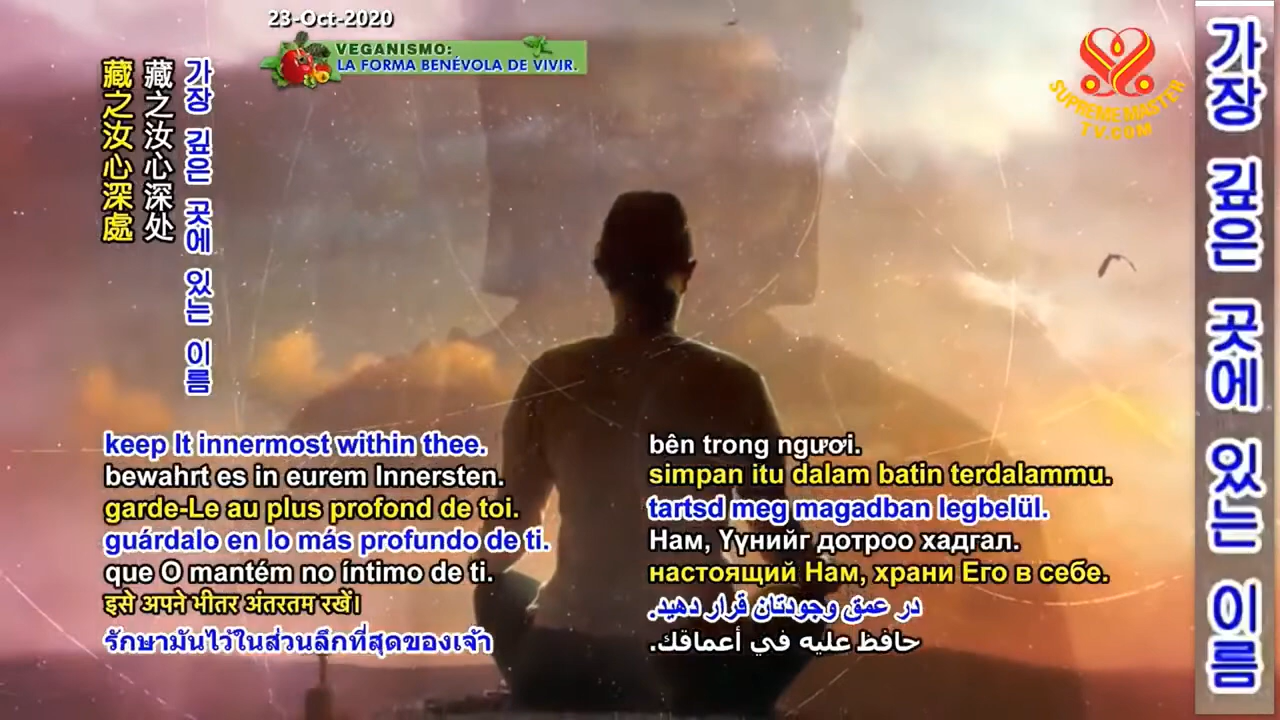 23-Oct-2020
VEGANISMO:
LA FORMA BENÉVOLA DE VIVIR.
SUPREME MASTER
TV.COM
藏之汝心深處
藏之汝心深处
가장 깊은 곳에 있는 이름
keep It innermost within thee.
bewahrt es in eurem Innersten.
garde-Le au plus profond de toi.
guárdalo en lo más profundo de ti.
que O mantém no íntimo de ti.
इसे अपने भीतर अंतरतम रखें।
รักษามันไว้ในส่วนลึกที่สุดของเจ้า
bên trong ngươi.
simpan itu dalam batin terdalammu.
tartsd meg magadban legbelül.
Нам, Үүнийг дотроо хадгал.
настоящий Нам, храни Его в себе.
در عمق وجودتان قرار دهید.
حافظ عليه في أعماقك.
가장 깊은 곳에 있는 이름